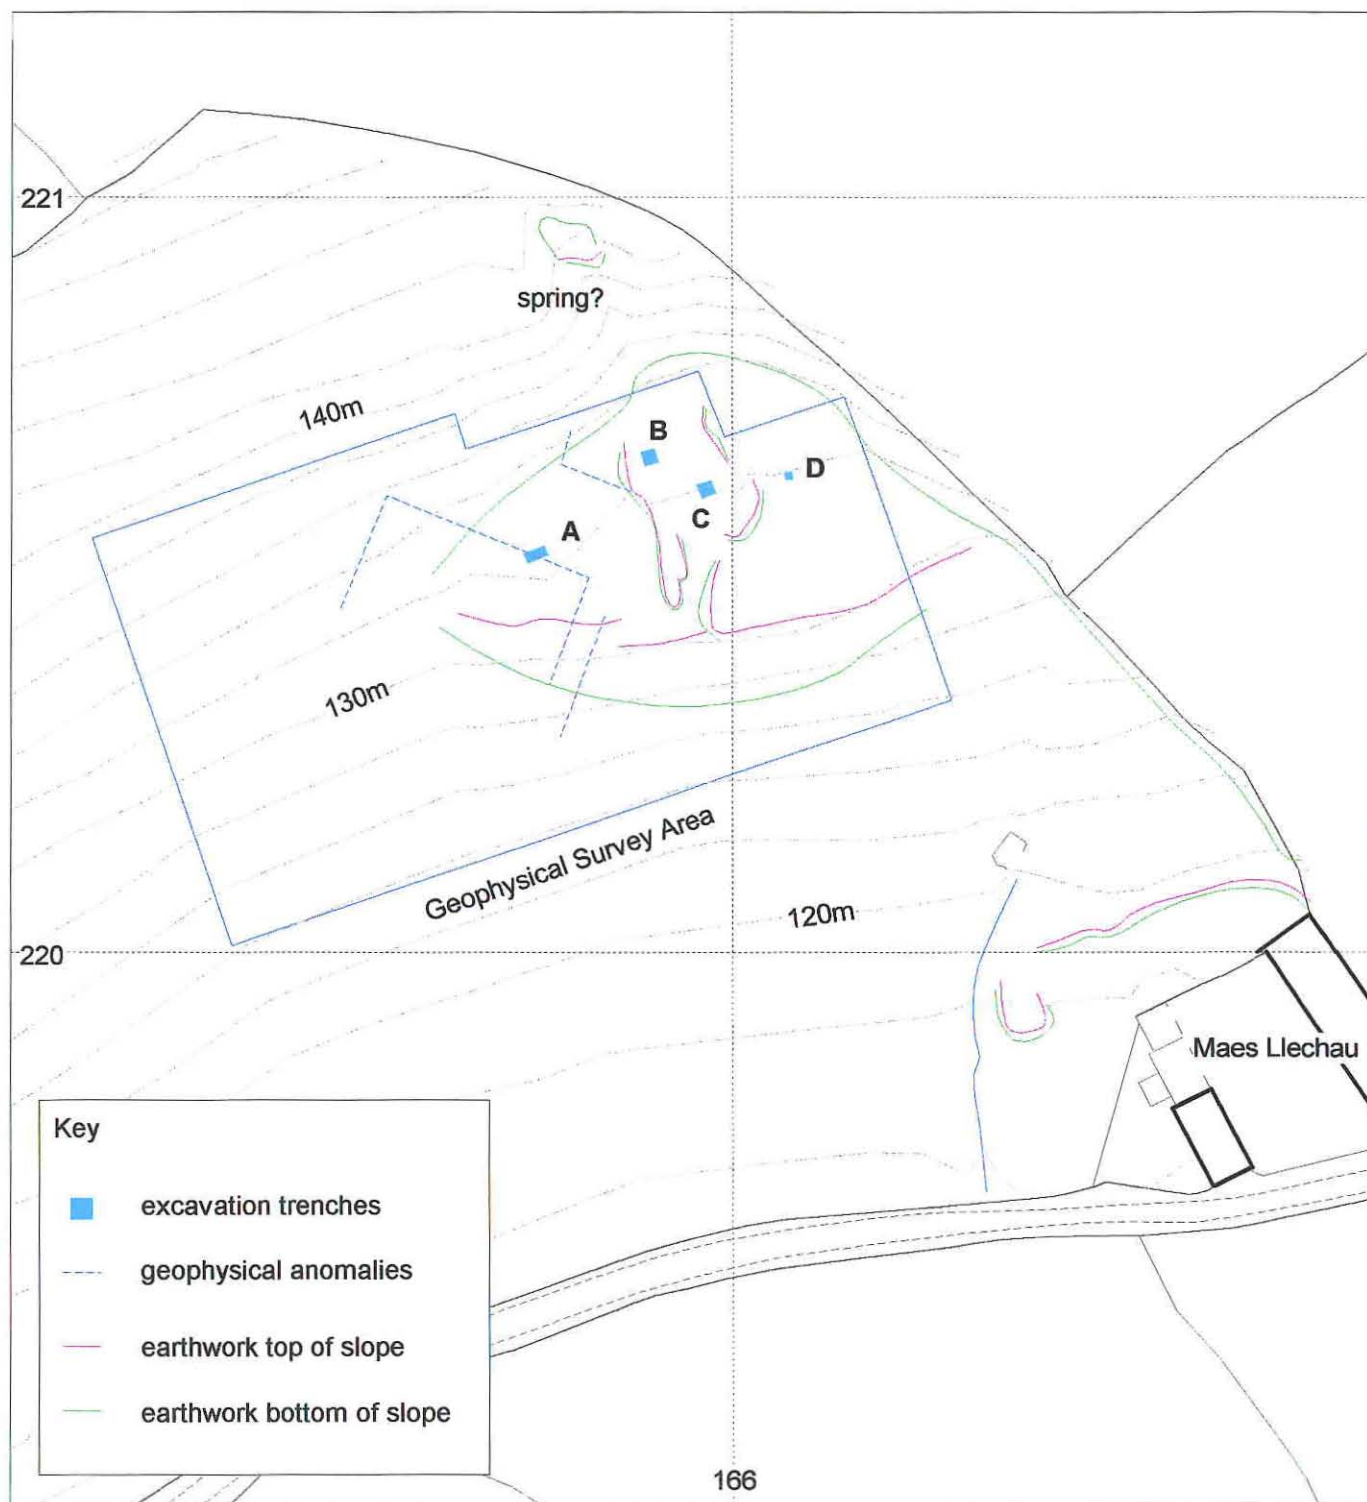 221
spring?
140m
B
D
C
A
130m
Geophysical Survey Area
120m
220
Maes Llechau
Key
excavation trenches
geophysical anomalies
earthwork top of slope
earthwork bottom of slope
166